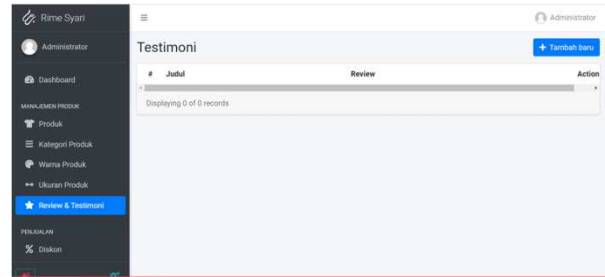 Rime Syari
Administrator
Administrator
Testimoni
+ Tambah baru
Dashboard
# Judul Review Action
Displaying 0 of 0 records
MANAJEMEN PRODUK
Produk
Kategori Produk
Warna Produk
Ukuran Produk
Review & Testimoni
PENJUALAN
Diskon